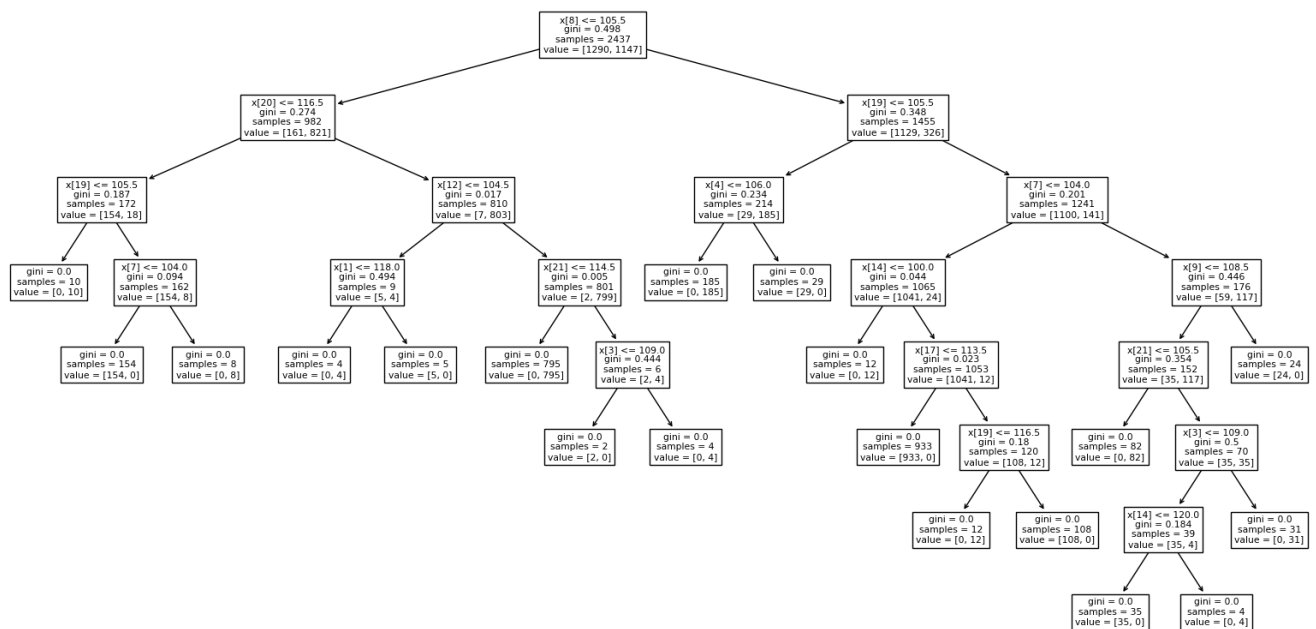 x[8] <= 105.5
gini = 0.498
samples = 2437
value = [1290, 1147]
x[20] <= 116.5
gini = 0.274
samples = 982
value = [161, 821]
x[19] <= 105.5
gini = 0.348
samples = 1455
value = [1129, 326]
x[19] <= 105.5
gini = 0.187
samples = 172
value = [154, 18]
x[12] <= 104.5
gini = 0.017
samples = 810
value = [7, 803]
x[4] <= 106.0
gini = 0.234
samples = 214
value = [29, 185]
x[7] <= 104.0
gini = 0.201
samples = 1241
value = [1100, 141]
gini = 0.0
samples = 10
value = [0, 10]
x[7] <= 104.0
gini = 0.094
samples = 162
value = [154, 8]
x[1] <= 118.0
gini = 0.494
samples = 9
value = [5, 4]
x[21] <= 114.5
gini = 0.005
samples = 801
value = [2, 799]
gini = 0.0
samples = 185
value = [0, 185]
gini = 0.0
samples = 29
value = [29, 0]
x[14] <= 100.0
gini = 0.044
samples = 1065
value = [1041, 24]
x[9] <= 108.5
gini = 0.446
samples = 176
value = [59, 117]
gini = 0.0
samples = 154
value = [154, 0]
gini = 0.0
samples = 8
value = [0, 8]
gini = 0.0
samples = 4
value = [0, 4]
gini = 0.0
samples = 5
value = [5, 0]
gini = 0.0
samples = 795
value = [0, 795]
x[3] <= 109.0
gini = 0.444
samples = 6
value = [2, 4]
gini = 0.0
samples = 12
value = [0, 12]
x[17] <= 113.5
gini = 0.023
samples = 1053
value = [1041, 12]
x[21] <= 105.5
gini = 0.354
samples = 152
value = [35, 117]
gini = 0.0
samples = 24
value = [24, 0]
gini = 0.0
samples = 2
value = [2, 0]
gini = 0.0
samples = 4
value = [0, 4]
gini = 0.0
samples = 933
value = [933, 0]
x[19] <= 116.5
gini = 0.18
samples = 120
value = [108, 12]
gini = 0.0
samples = 82
value = [0, 82]
x[3] <= 109.0
gini = 0.5
samples = 70
value = [35, 35]
gini = 0.0
samples = 12
value = [0, 12]
gini = 0.0
samples = 108
value = [108, 0]
x[14] <= 120.0
gini = 0.184
samples = 39
value = [35, 4]
gini = 0.0
samples = 31
value = [0, 31]
gini = 0.0
samples = 35
value = [35, 0]
gini = 0.0
samples = 4
value = [0, 4]